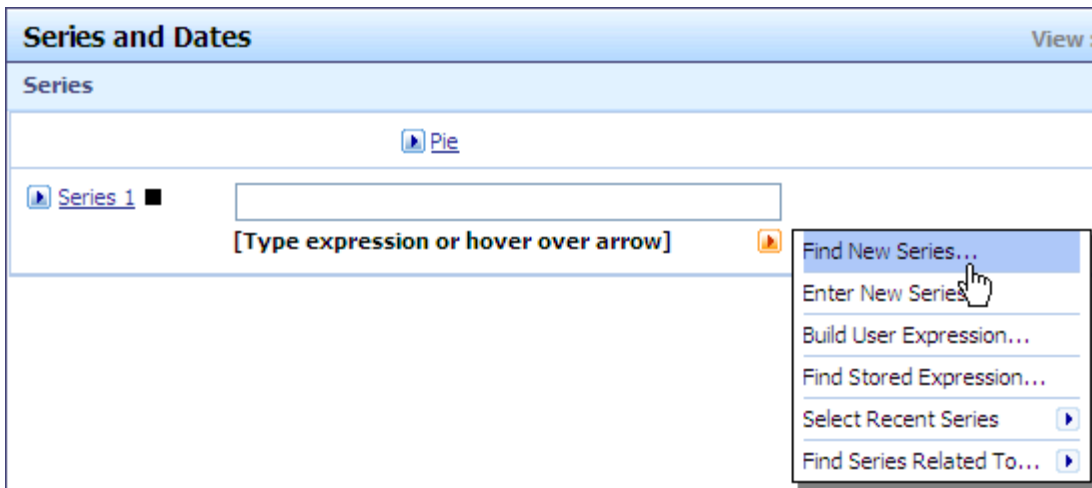 Series and Dates
View :
Series
Pie
Series 1
[Type expression or hover over arrow]
Find New Series...
Enter New Series
Build User Expression...
Find Stored Expression...
Select Recent Series
Find Series Related To...